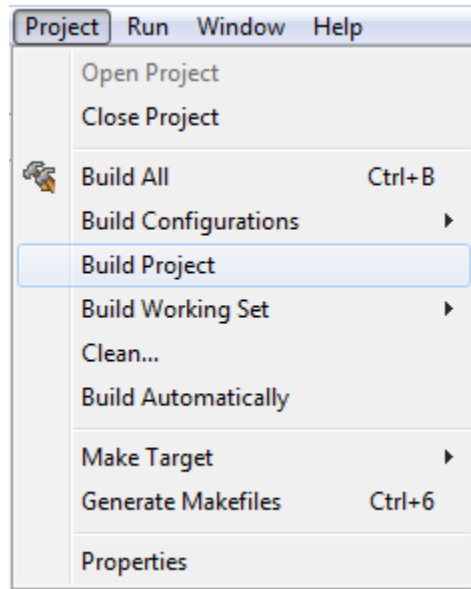 Project Run Window Help
Open Project
Close Project
Build All Ctrl+B
Build Configurations
Build Project
Build Working Set
Clean...
Build Automatically
Make Target
Generate Makefiles Ctrl+6
Properties